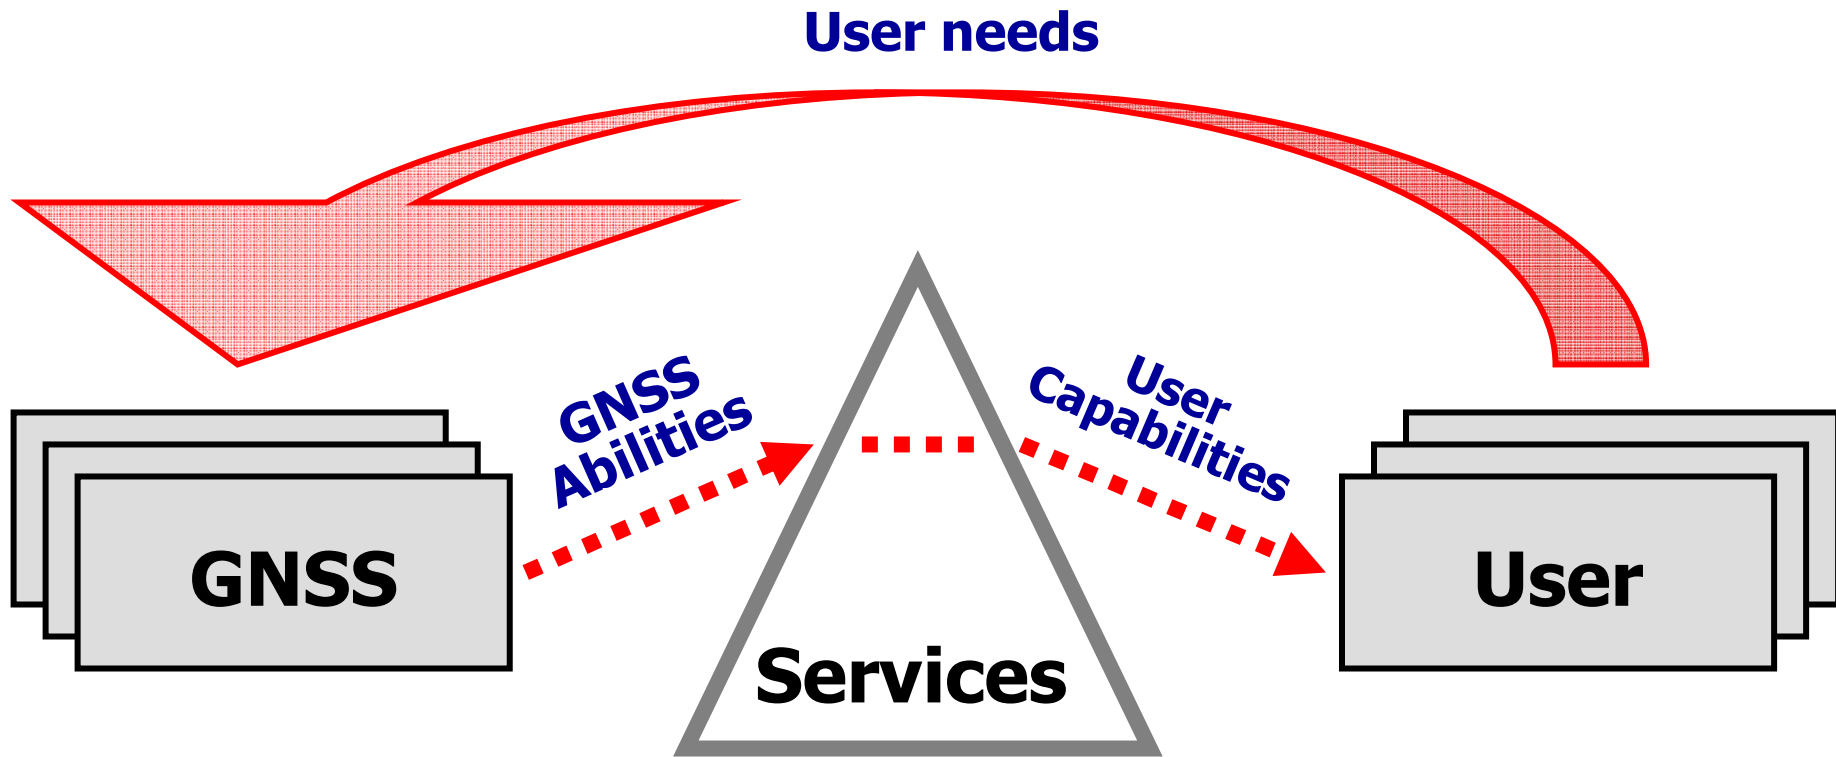 User needs
GNSS
Abilities
User
Capabilities
GNSS
Services
User